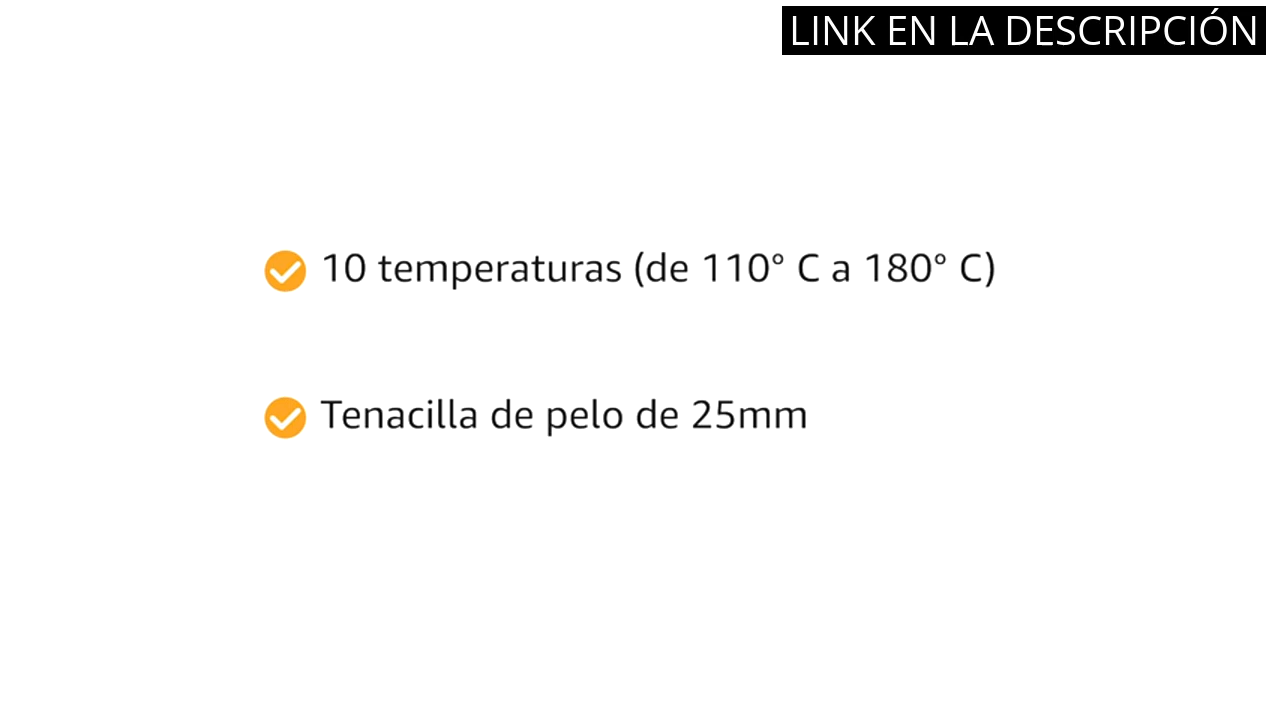 LINK EN LA DESCRIPCIÓN
10 temperaturas (de 110° C a 180° C)
Tenacilla de pelo de 25mm